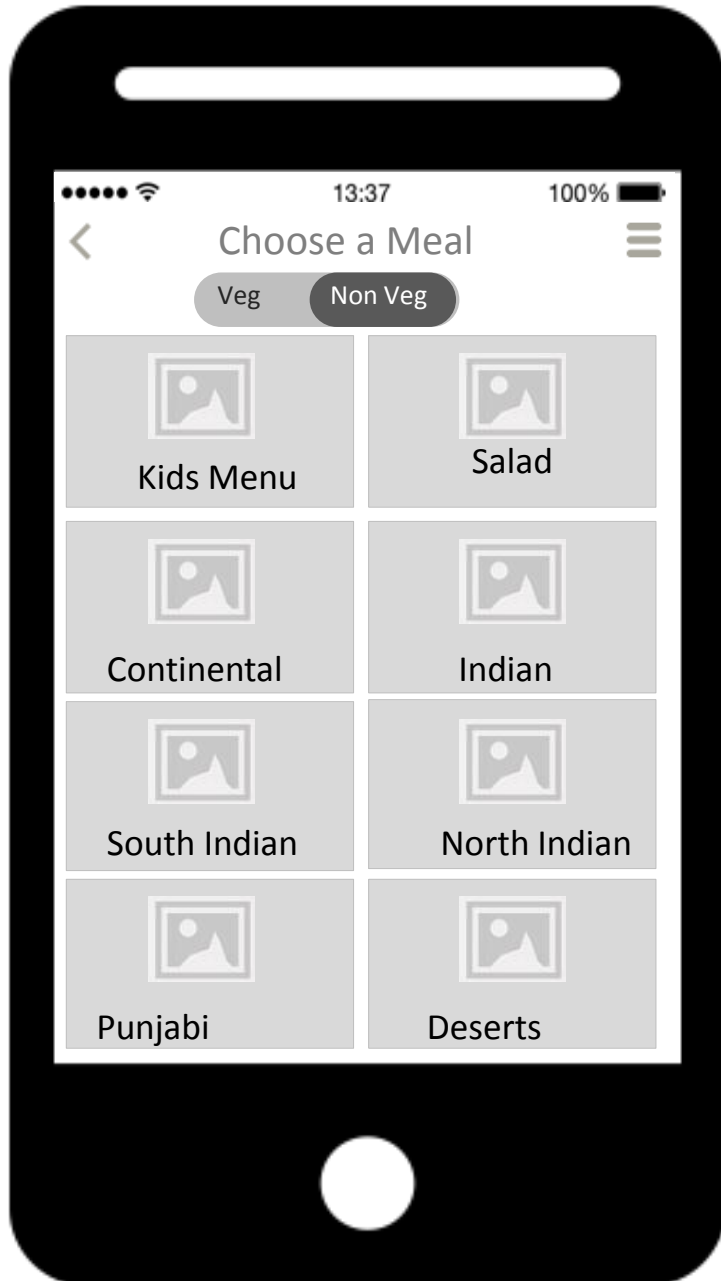 13:37 100%
Choose a Meal
Veg Non Veg
Kids Menu Salad
Continental Indian
South Indian North Indian
Punjabi Deserts